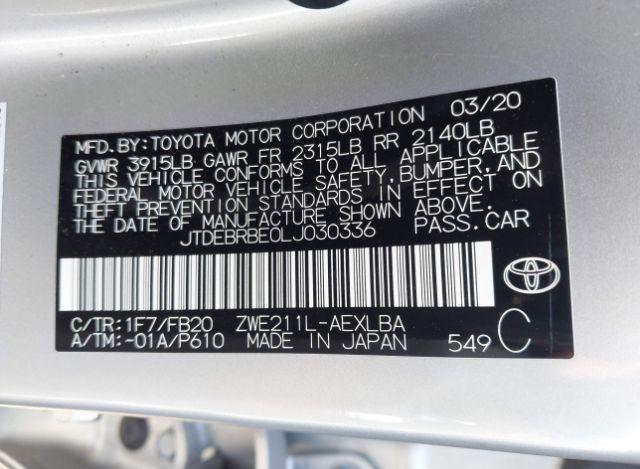 03/20
MFD.BY:TOYOTA MOTOR CORPORATION
GVWR 3915LB GAWR FR 2315LB RR 2140LB
THIS VEHICLE CONFORMS TO ALL APPLICABLE
FEDERAL MOTOR VEHICLE SAFETY,BUMPER,AND
THEFT PREVENTION STANDARDS IN EFFECT ON
THE DATE OF MANUFACTURE SHOWN ABOVE.
JTDEBRBE0LJ030336 PASS.CAR
C/TR:1F7/FB20 ZWE211L-AEXLBA
A/TM:-01A/P610 MADE IN JAPAN 549 C